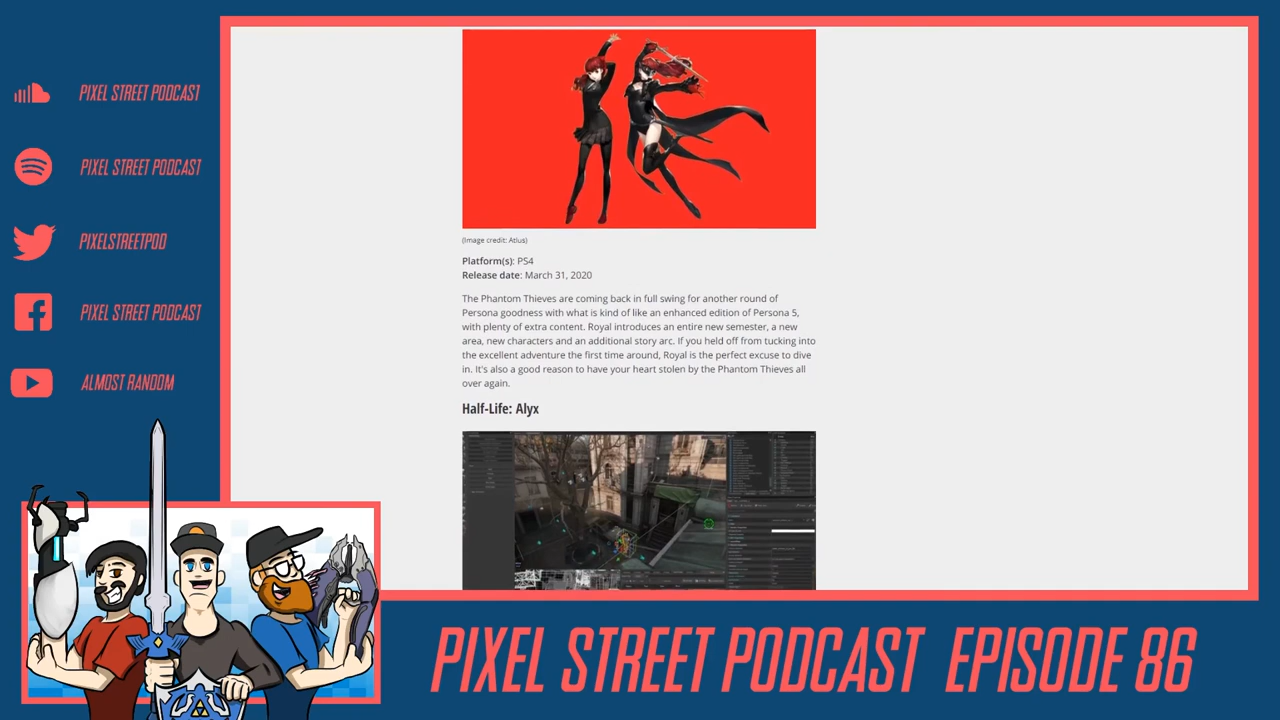 PIXEL STREET PODCAST
PIXEL STREET PODCAST
PIXELSTREETPOD
PIXEL STREET PODCAST
ALMOST RANDOM
(Image credit: Atlus)
Platform(s): PS4
Release date: March 31, 2020
The Phantom Thieves are coming back in full swing for another round of
Persona goodness with what is kind of like an enhanced edition of Persona 5,
with plenty of extra content. Royal introduces an entire new semester, a new
area, new characters and an additional story arc. If you held off from tucking into
the excellent adventure the first time around, Royal is the perfect excuse to dive
in. It's also a good reason to have your heart stolen by the Phantom Thieves all
over again.
Half-Life: Alyx
PIXEL STREET PODCAST EPISODE 86